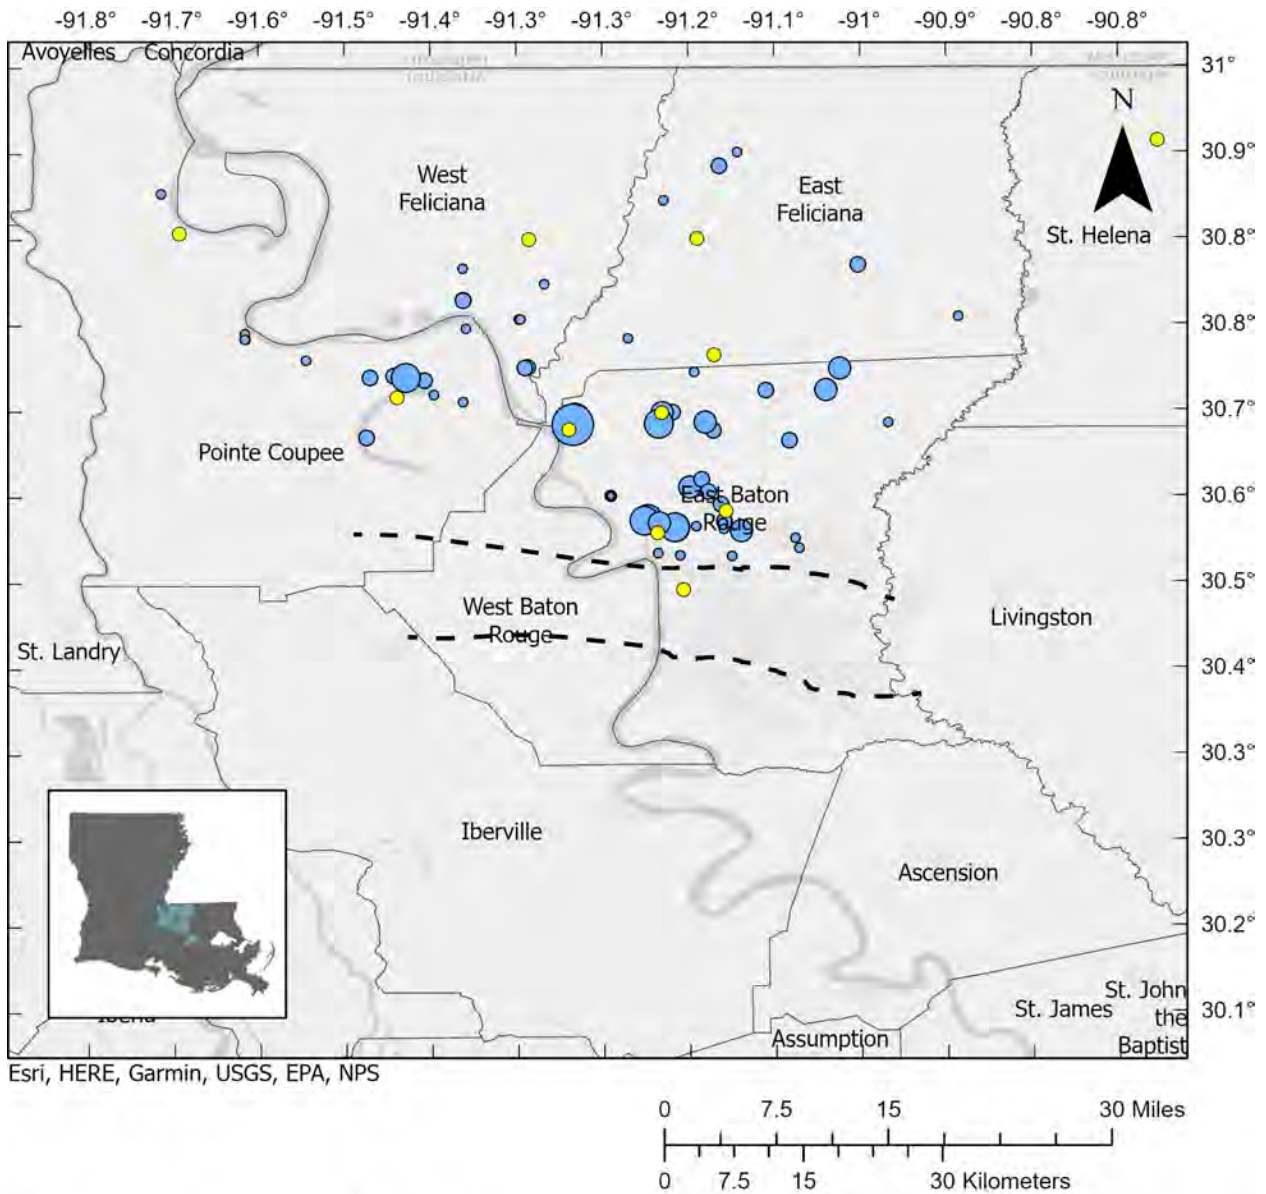 -91.8° -91.7° -91.6° -91.5° -91.4° -91.3° -91.3° -91.2° -91.1° -91° -90.9° -90.8°
Avoyelles Concordia
31°
N
30.9°
West
Feliciana
East
Feliciana
St. Helena
30.8°
30.8°
30.7°
Pointe Coupee
30.6°
East Baton
Rouge
30.5°
West Baton
Rouge
Livingston
St. Landry
30.4°
30.3°
Iberville
30.3°
Ascension
30.2°
St. John
the
Baptist
St. James
30.1°
Iberia
Assumption
Esri, HERE, Garmin, USGS, EPA, NPS
0 7.5 15 30 Miles
0 7.5 15 30 Kilometers